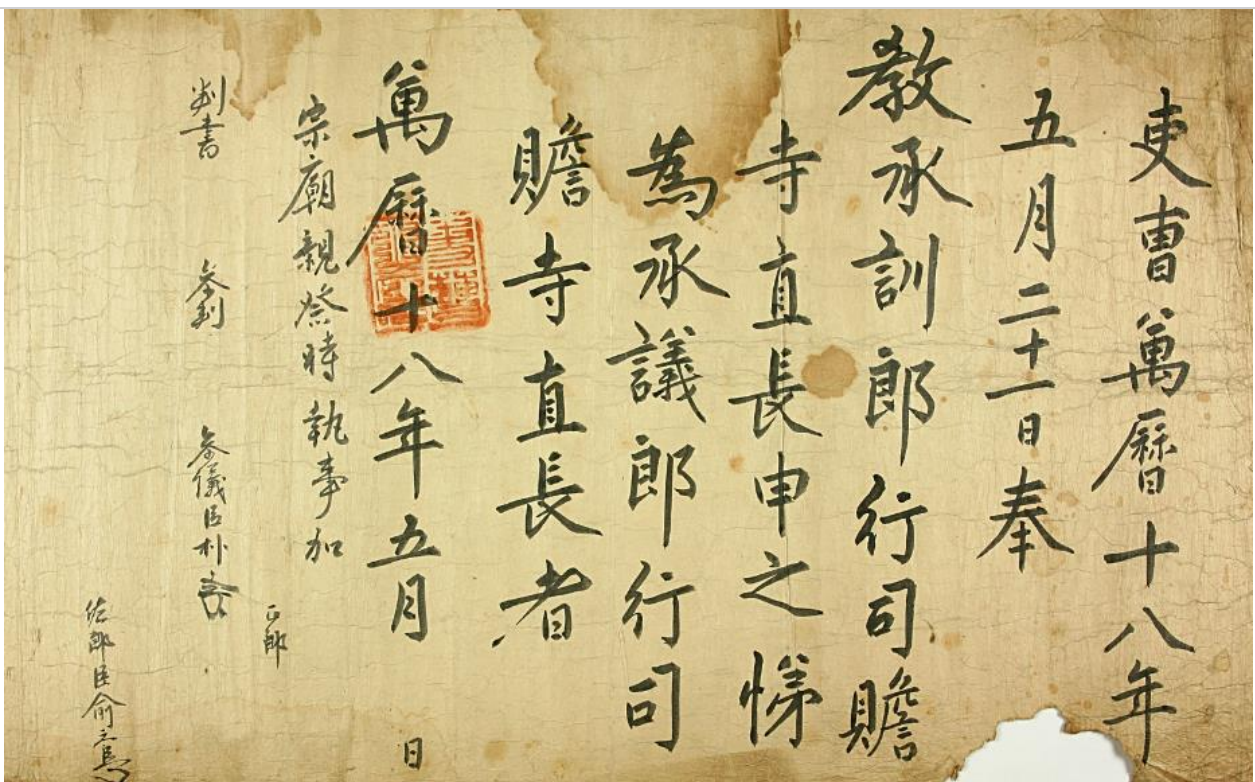 吏曺萬曆十八年
五月二十一日奉
教承訓郎行司贍
寺直長申之悌
爲承議郎行司
贍寺直長者
萬曆十八年五月 日
宗廟親祭時執事加
正郎
判書 參判 參議臣朴
佐郎臣俞